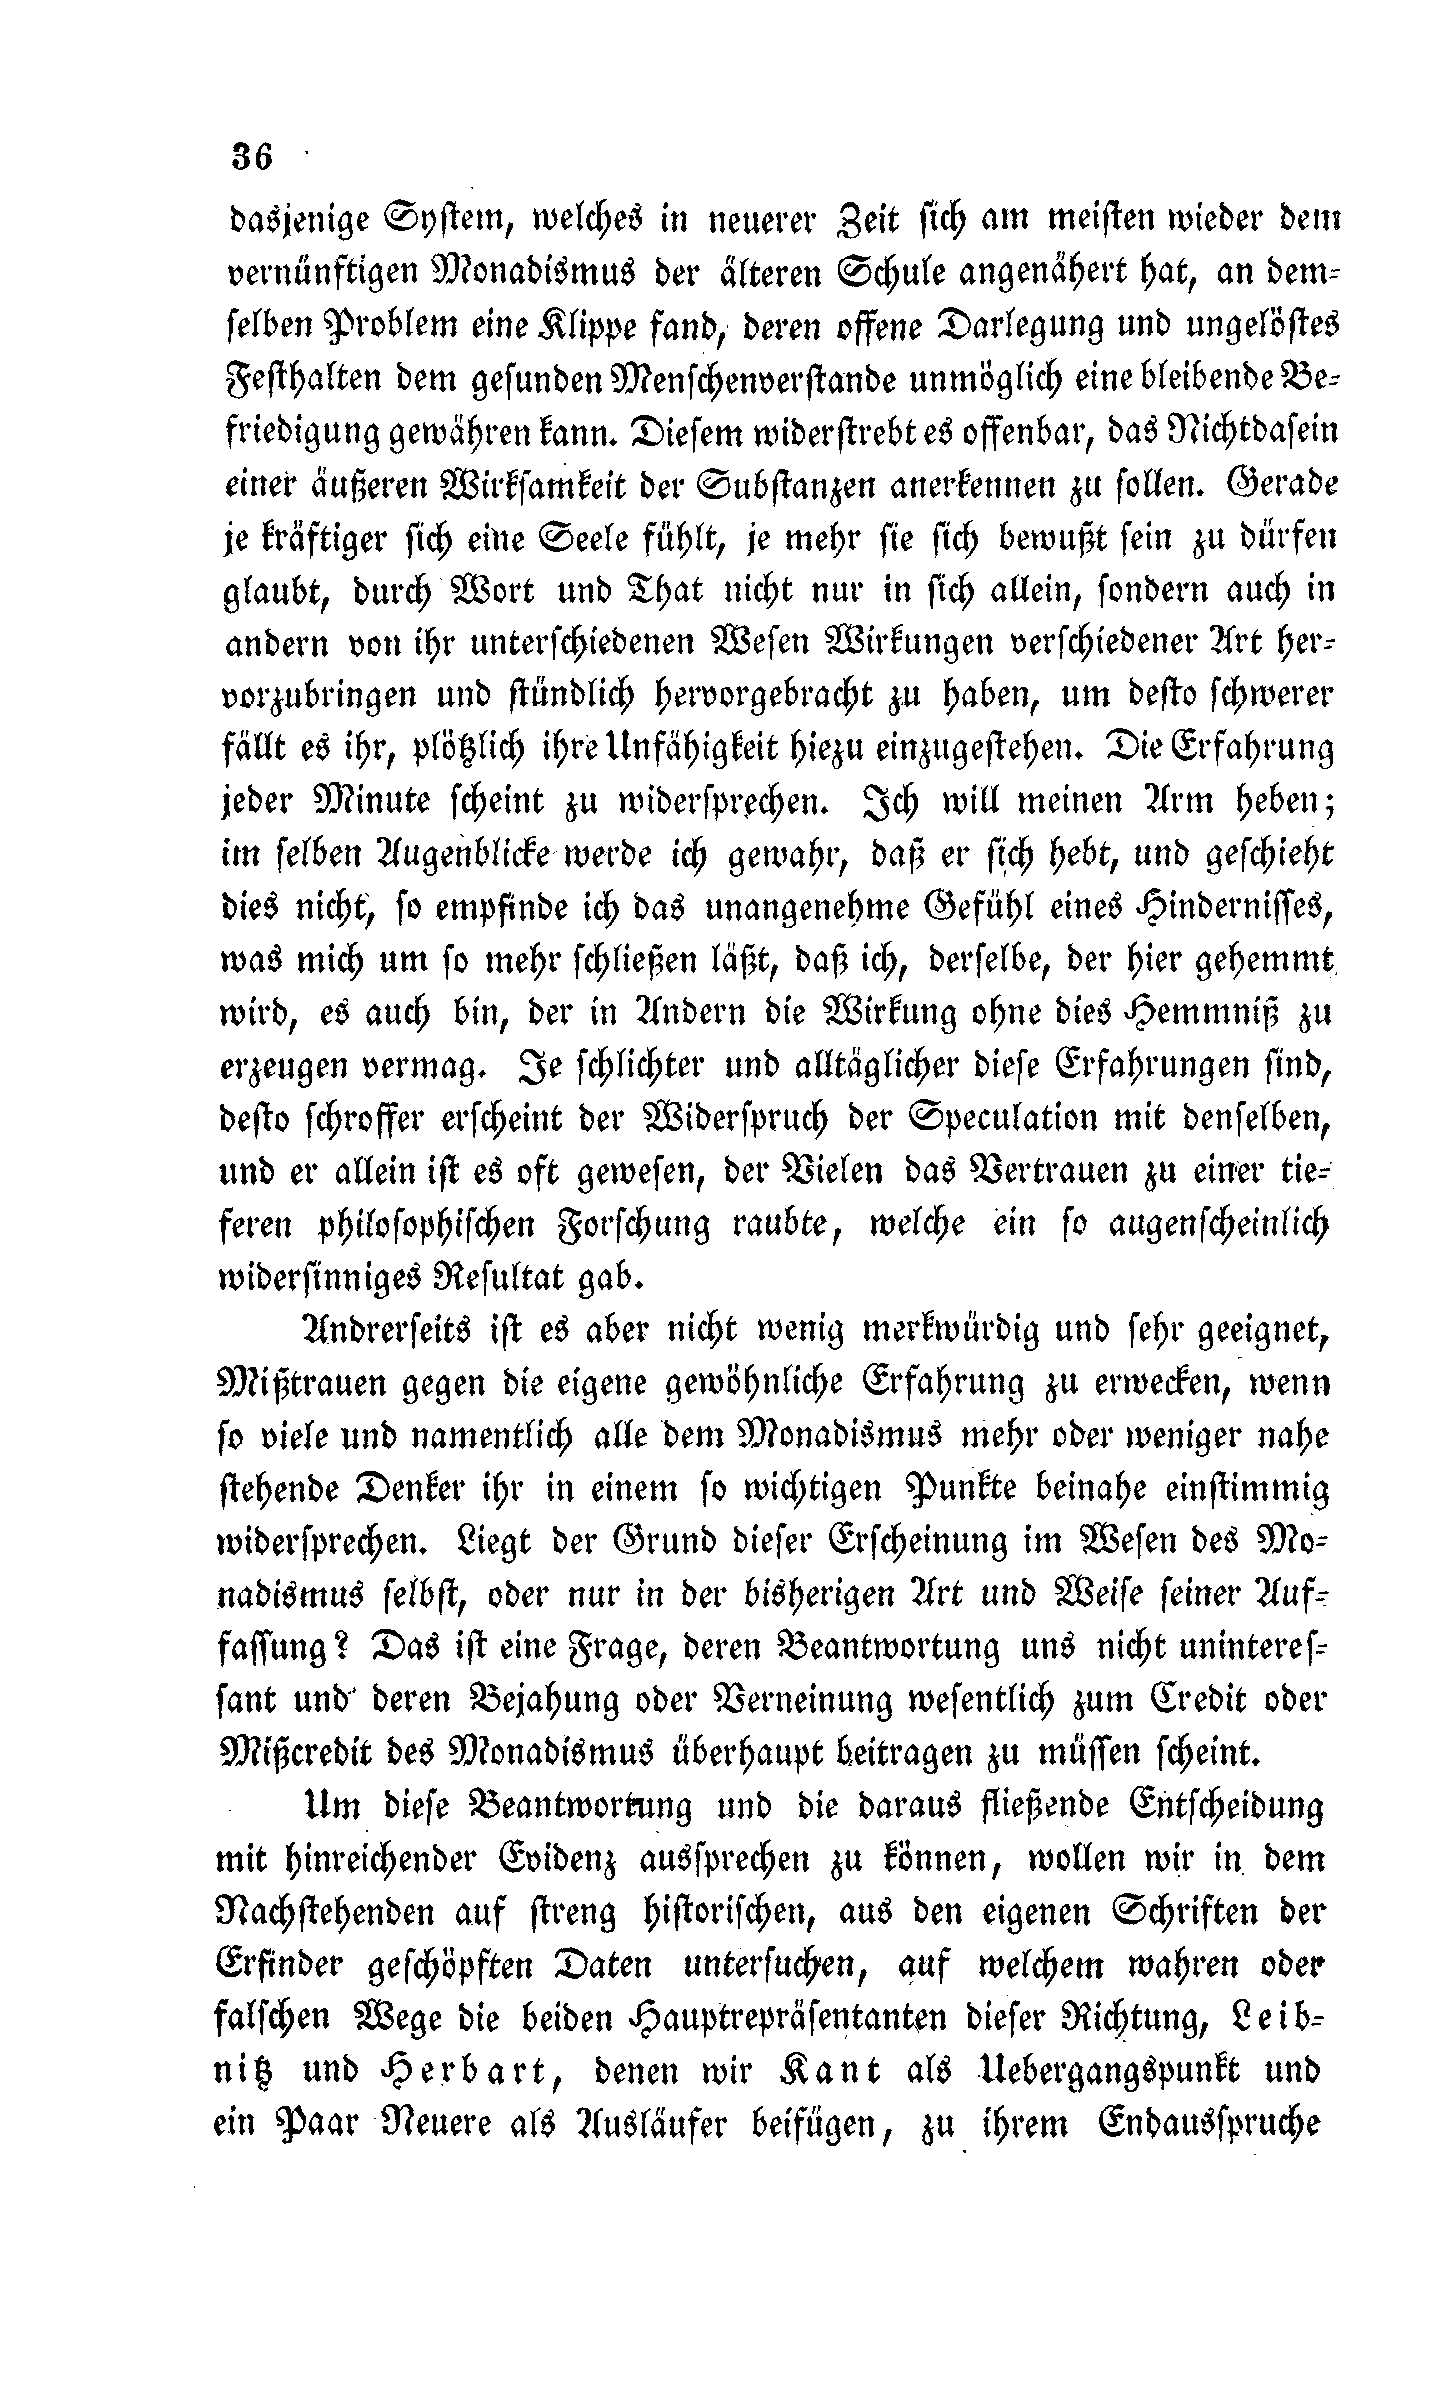 36
dasjenige System, welches in neuerer Zeit sich am meisten wieder dem
vernünftigen Monadismus der älteren Schule angenähert hat, an dem-
selben Problem eine Klippe fand, deren offene Darlegung und ungelöstes
Festhalten dem gesunden Menschenverstande unmöglich eine bleibende Be-
friedigung gewähren kann. Diesem widerstrebt es offenbar, das Nichtdasein
einer äußeren Wirksamkeit der Substanzen anerkennen zu sollen. Gerade
je kräftiger sich eine Seele fühlt, je mehr sie sich bewußt sein zu dürfen
glaubt, durch Wort und That nicht nur in sich allein, sondern auch in
andern von ihr unterschiedenen Wesen Wirkungen verschiedener Art her-
vorzubringen und stündlich hervorgebracht zu haben, um desto schwerer
fällt es ihr, plötzlich ihre Unfähigkeit hiezu einzugestehen. Die Erfahrung
jeder Minute scheint zu widersprechen. Ich will meinen Arm heben;
im selben Augenblicke werde ich gewahr, daß er sich hebt, und geschieht
dies nicht, so empfinde ich das unangenehme Gefühl eines Hindernisses,
was mich um so mehr schließen läßt, daß ich, derselbe, der hier gehemmt
wird, es auch bin, der in Andern die Wirkung ohne dies Hemmniß zu
erzeugen vermag. Je schlichter und alltäglicher diese Erfahrungen sind,
desto schroffer erscheint der Widerspruch der Speculation mit denselben,
und er allein ist es oft gewesen, der Vielen das Vertrauen zu einer tie-
feren philosophischen Forschung raubte, welche ein so augenscheinlich
widersinniges Resultat gab.
Andrerseits ist es aber nicht wenig merkwürdig und sehr geeignet,
Mißtrauen gegen die eigene gewöhnliche Erfahrung zu erwecken, wenn
so viele und namentlich alle dem Monadismus mehr oder weniger nahe
stehende Denker ihr in einem so wichtigen Punkte beinahe einstimmig
widersprechen. Liegt der Grund dieser Erscheinung im Wesen des Mo-
nadismus selbst, oder nur in der bisherigen Art und Weise seiner Auf-
fassung? Das ist eine Frage, deren Beantwortung uns nicht uninteres-
sant und deren Bejahung oder Verneinung wesentlich zum Credit oder
Mißcredit des Monadismus überhaupt beitragen zu müssen scheint.
Um diese Beantwortung und die daraus fließende Entscheidung
mit hinreichender Evidenz aussprechen zu können, wollen wir in dem
Nachstehenden auf streng historischen, aus den eigenen Schriften der
Erfinder geschöpften Daten untersuchen, auf welchem wahren oder
falschen Wege die beiden Hauptrepräsentanten dieser Richtung, Leib-
nitz und Herbart, denen wir Kant als Uebergangspunkt und
ein Paar Neuere als Ausläufer beifügen, zu ihrem Endausspruche